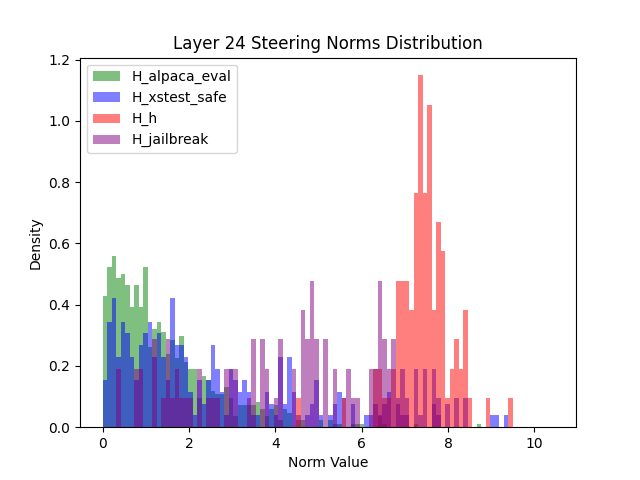 Layer 24 Steering Norms Distribution
H_alpaca_eval
H_xstest_safe
H_h
H_jailbreak
Density
1.2
1.0
0.8
0.6
0.4
0.2
0.0
0 2 4 6 8 10
Norm Value